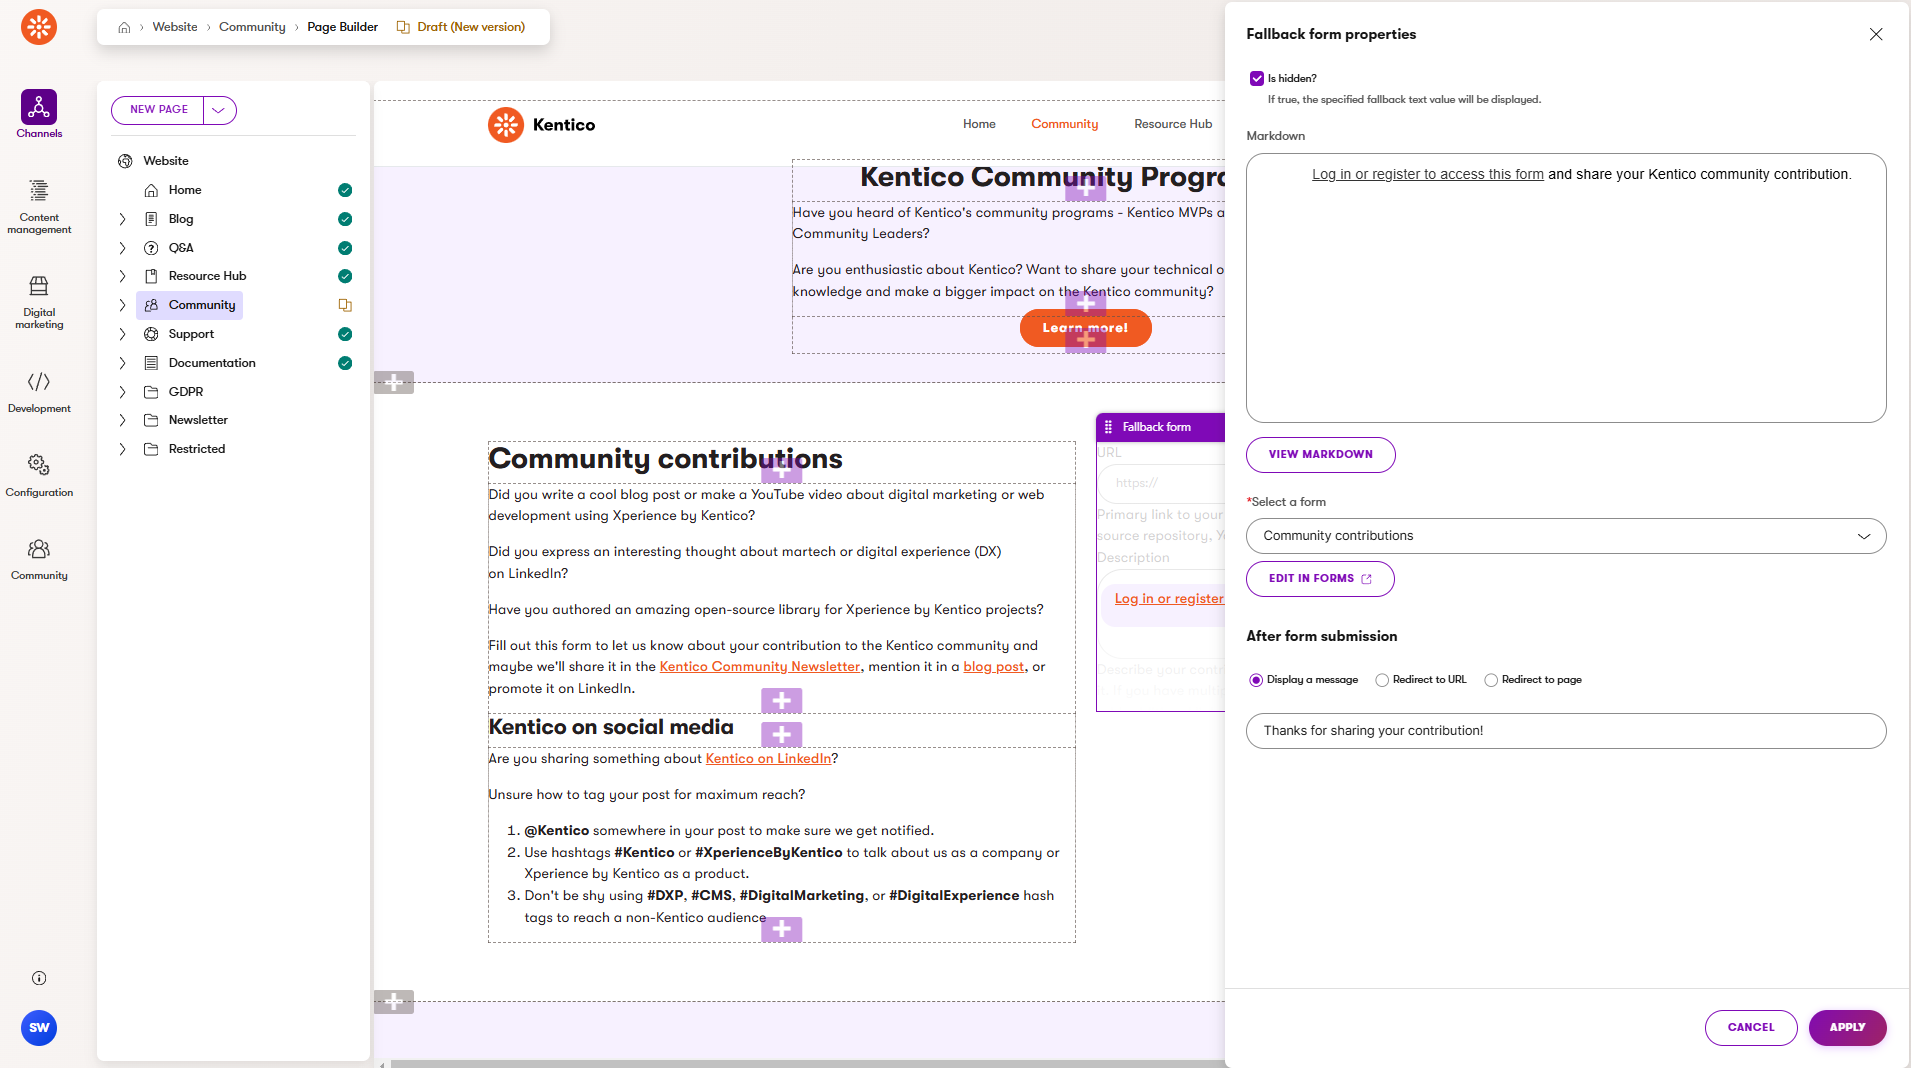 Website
Community
Page Builder
Draft (New version)
Channels
Content
management
Digital
marketing
Development
Configuration
Community
SW
NEW PAGE
Website
Home
Blog
Q&A
Resource Hub
Community
Support
Documentation
GDPR
Newsletter
Restricted
Kentico
Home
Community
Resource Hub
Kentico Community Progra
Have you heard of Kentico's community programs - Kentico MVPs a
Community Leaders?
Are you enthusiastic about Kentico? Want to share your technical o
knowledge and make a bigger impact on the Kentico community?
Learn more!
Community contributions
Did you write a cool blog post or make a YouTube video about digital marketing or web
development using Xperience by Kentico?
Did you express an interesting thought about martech or digital experience (DX)
on LinkedIn?
Have you authored an amazing open-source library for Xperience by Kentico projects?
Fill out this form to let us know about your contribution to the Kentico community and
maybe we'll share it in the Kentico Community Newsletter, mention it in a blog post, or
promote it on LinkedIn.
Kentico on social media
Are you sharing something about Kentico on LinkedIn?
Unsure how to tag your post for maximum reach?
1. @Kentico somewhere in your post to make sure we get notified.
2. Use hashtags #Kentico or #XperienceByKentico to talk about us as a company or
Xperience by Kentico as a product.
3. Don't be shy using #DXP, #CMS, #DigitalMarketing, or #DigitalExperience hash
tags to reach a non-Kentico audience
Fallback form
URL
https://
Primary link to your
source repository, Y
Description
Log in or register
Describe your contr
If you have multi
Fallback form properties
Is hidden?
If true, the specified fallback text value will be displayed.
Markdown
Log in or register to access this form and share your Kentico community contribution.
VIEW MARKDOWN
*Select a form
Community contributions
EDIT IN FORMS
After form submission
Display a message
Redirect to URL
Redirect to page
Thanks for sharing your contribution!
CANCEL
APPLY